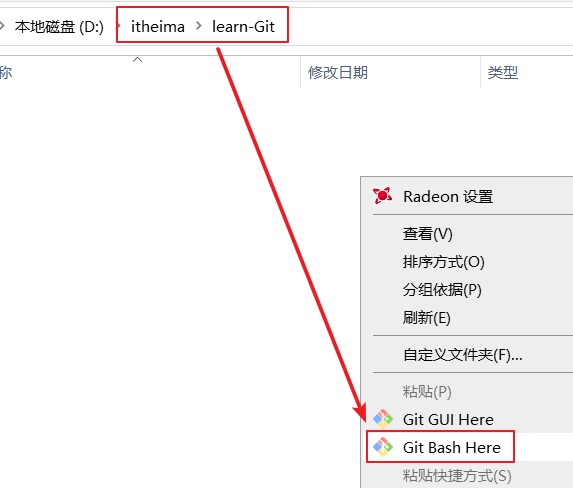 本地磁盘 (D:) itheima learn-Git
称 修改日期 类型
Radeon 设置
查看(V)
排序方式(O)
分组依据(P)
刷新(E)
自定义文件夹(F)...
粘贴(P)
Git GUI Here
Git Bash Here
粘贴快捷方式(S)